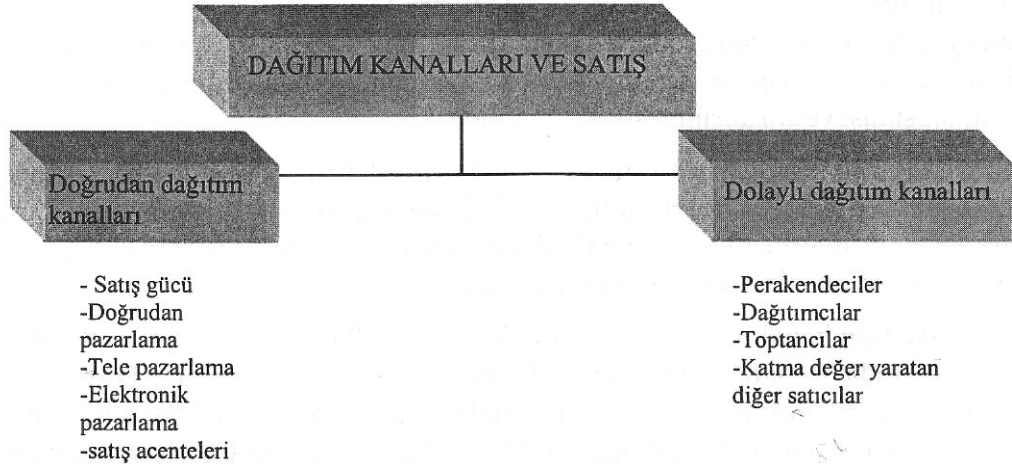 DAĞITIM KANALLARI VE SATIŞ
Doğrudan dağıtım
kanalları
Dolaylı dağıtım kanalları
- Satış gücü
-Doğrudan
pazarlama
-Tele pazarlama
-Elektronik
pazarlama
-satış acenteleri
-Perakendeciler
-Dağıtımcılar
-Toptancılar
-Katma değer yaratan
diğer satıcılar